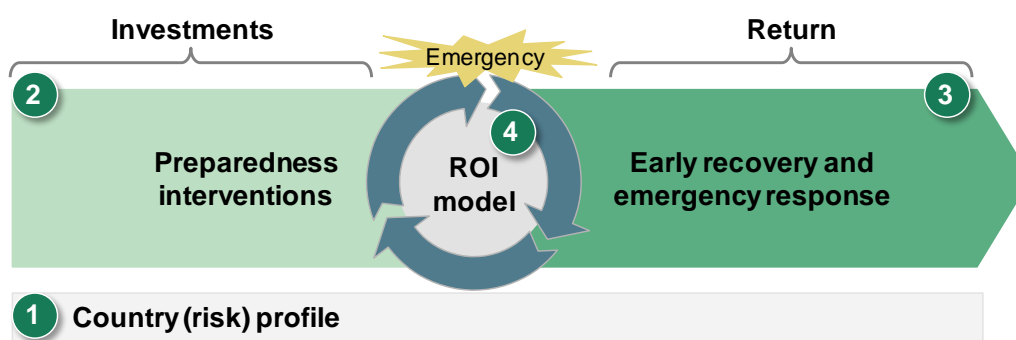 Investments
Return
Emergency
2
3
4
Preparedness
interventions
ROI
model
Early recovery and
emergency response
1
Country (risk) profile